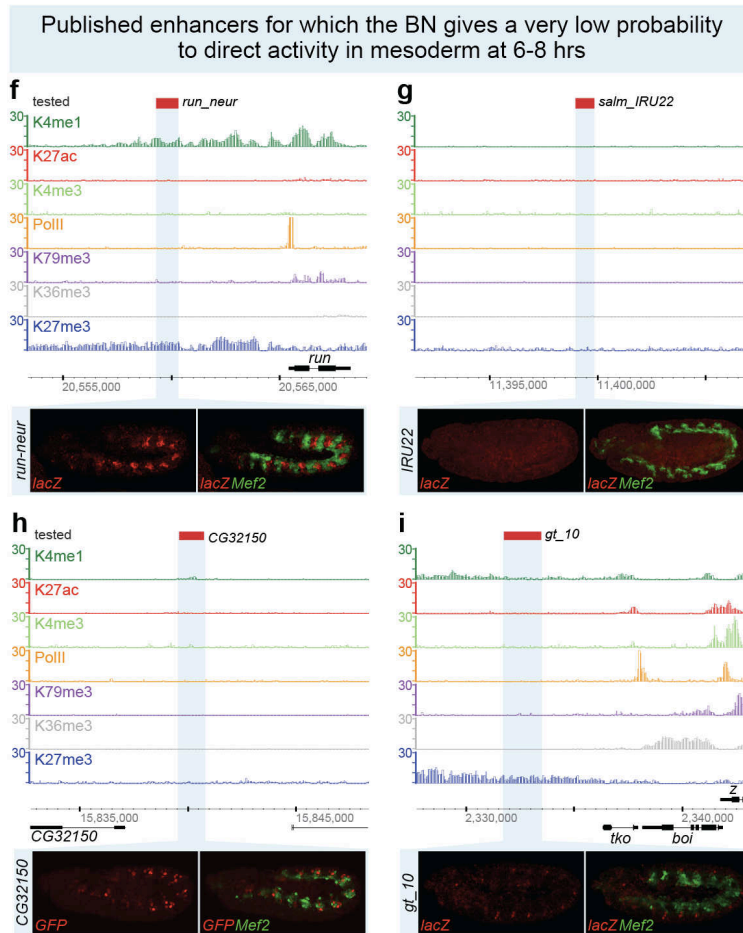 Published enhancers for which the BN gives a very low probability
to direct activity in mesoderm at 6-8 hrs
f
tested
run_neur
30
K4me1
30
K27ac
30
K4me3
30
PolII
30
K79me3
30
K36me3
30
K27me3
run
20,555,000
20,565,000
run-neur
lacZ
lacZ Mef2
g
salm_IRU22
30
30
30
30
30
30
30
11,395,000
11,400,000
IRU22
lacZ
lacZ Mef2
h
tested
CG32150
30
K4me1
30
K27ac
30
K4me3
30
PolII
30
K79me3
30
K36me3
30
K27me3
15,835,000
15,845,000
CG32150
CG32150
GFP
GFP Mef2
i
gt_10
30
30
30
30
30
30
30
z
2,330,000
2,340,000
tko
boi
gt_10
lacZ
lacZ Mef2